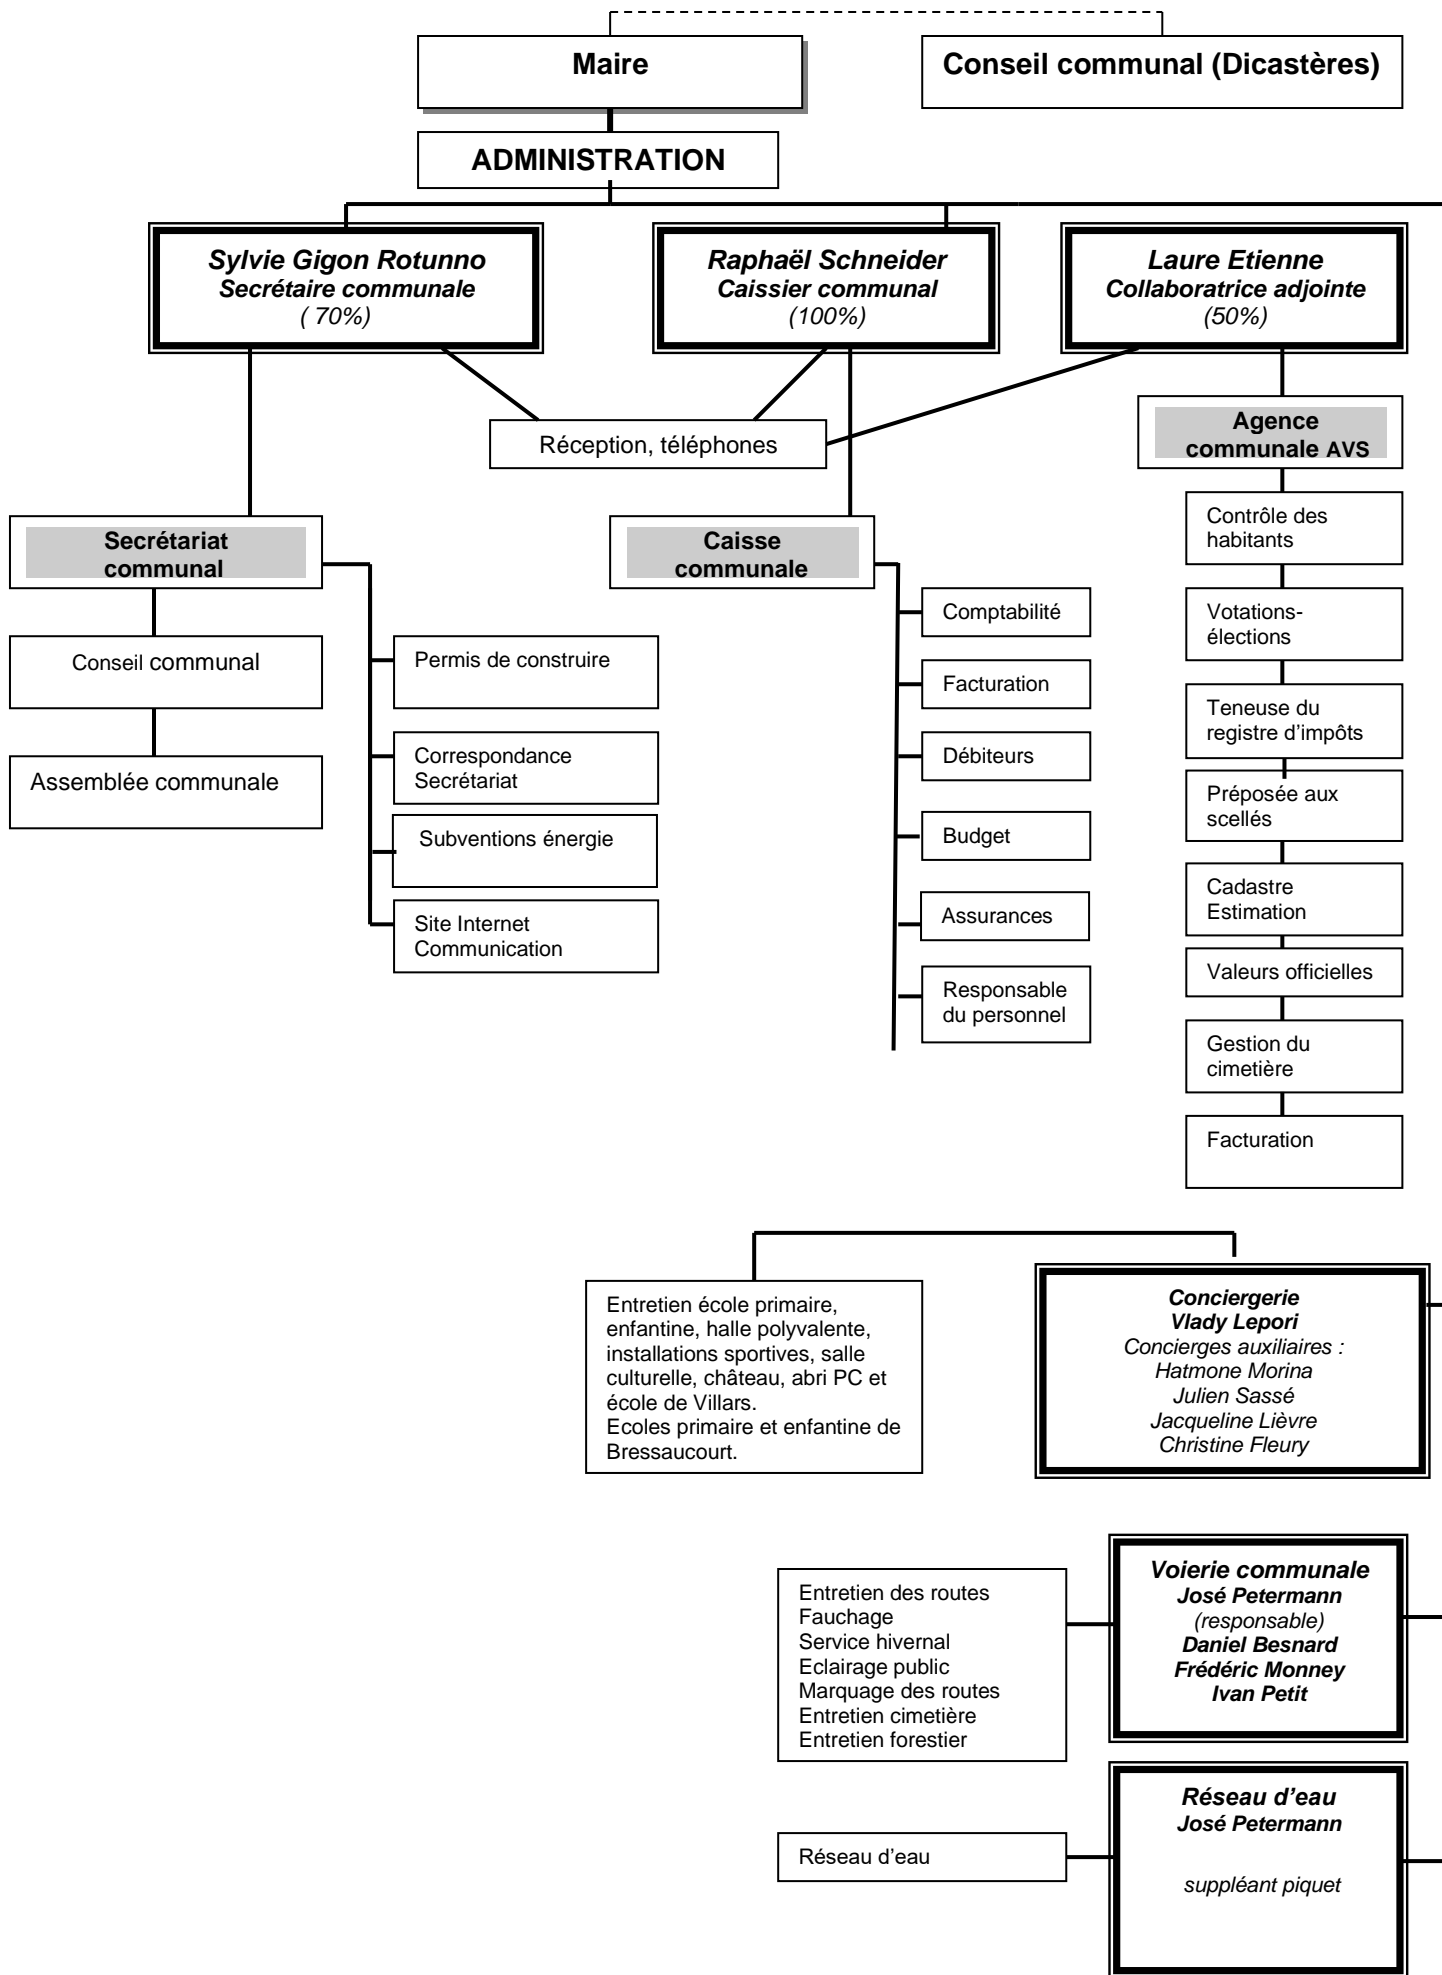 Maire
Conseil communal (Dicastères)
ADMINISTRATION
Sylvie Gigon Rotunno
Secrétaire communale
( 70%)
Raphaël Schneider
Caissier communal
(100%)
Laure Etienne
Collaboratrice adjointe
(50%)
Réception, téléphones
Agence
communale AVS
Secrétariat
communal
Conseil communal
Assemblée communale
Permis de construire
Correspondance
Secrétariat
Subventions énergie
Site Internet
Communication
Caisse
communale
Comptabilité
Facturation
Débiteurs
Budget
Assurances
Responsable
du personnel
Contrôle des
habitants
Votations-
élections
Teneuse du
registre d’impôts
Préposée aux
scellés
Cadastre
Estimation
Valeurs officielles
Gestion du
cimetière
Facturation
Entretien école primaire,
enfantine, halle polyvalente,
installations sportives, salle
culturelle, château, abri PC et
école de Villars.
Ecoles primaire et enfantine de
Bressaucourt.
Conciergerie
Vlady Lepori
Concierges auxiliaires :
Hatmone Morina
Julien Sassé
Jacqueline Lièvre
Christine Fleury
Entretien des routes
Fauchage
Service hivernal
Eclairage public
Marquage des routes
Entretien cimetière
Entretien forestier
Voierie communale
José Petermann
(responsable)
Daniel Besnard
Frédéric Monney
Ivan Petit
Réseau d’eau
Réseau d’eau
José Petermann
suppléant piquet